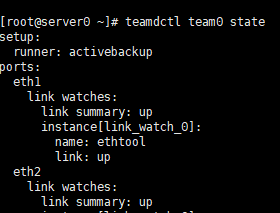 [root@server0 ~]# teamdctl team0 state
setup:
  runner: activebackup
ports:
  eth1
    link watches:
      link summary: up
      instance[link_watch_0]:
        name: ethtool
        link: up
  eth2
    link watches:
      link summary: up